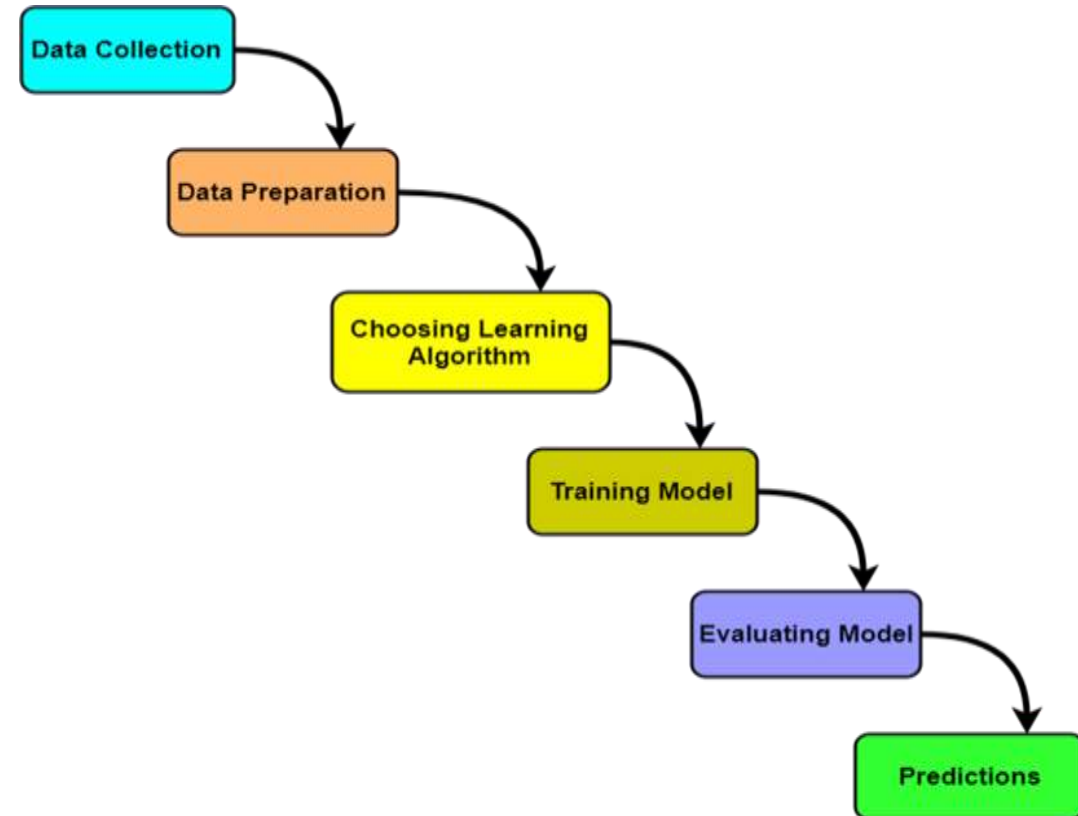 Data Collection
Data Preparation
Choosing Learning
Algorithm
Training Model
Evaluating Model
Predictions